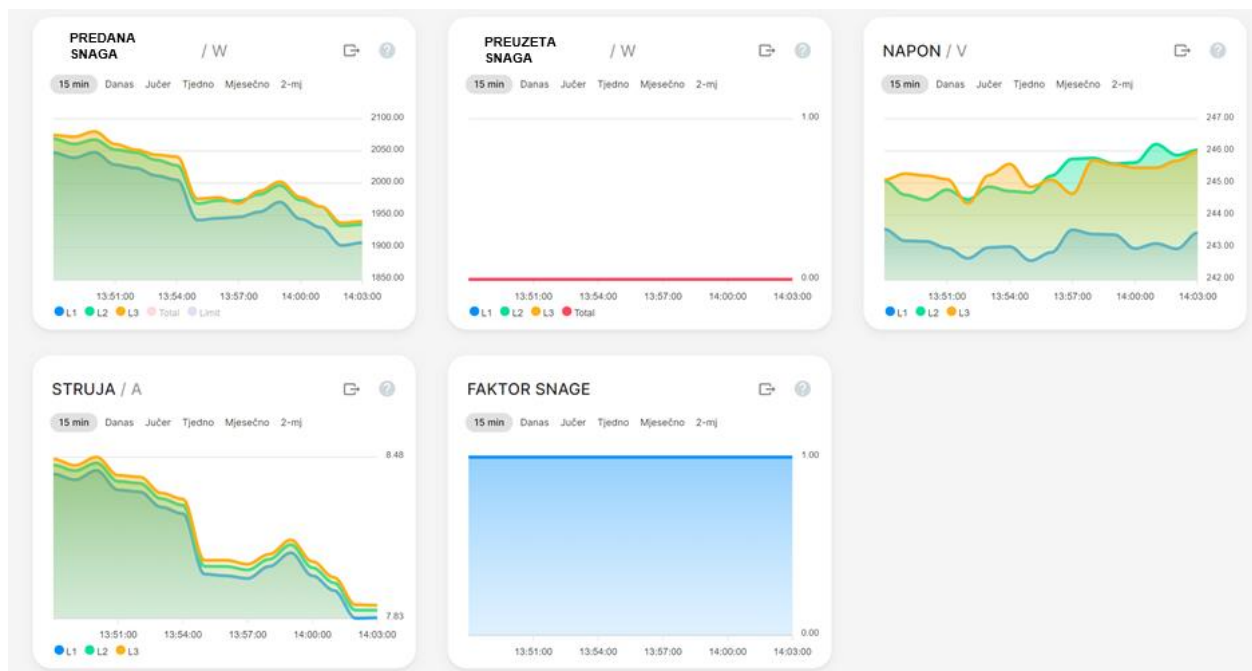 PREDANA
SNAGA / W
15 min Danas Jučer Tjedno Mjesečno 2-mj
2100.00
2050.00
2000.00
1950.00
1900.00
1850.00
13:51:00 13:54:00 13:57:00 14:00:00 14:03:00
L1 L2 L3 Total Limit
PREUZETA
SNAGA / W
15 min Danas Jučer Tjedno Mjesečno 2-mj
1.00
0.00
13:51:00 13:54:00 13:57:00 14:00:00 14:03:00
L1 L2 L3 Total
NAPON / V
15 min Danas Jučer Tjedno Mjesečno 2-mj
247.00
246.00
245.00
244.00
243.00
242.00
13:51:00 13:54:00 13:57:00 14:00:00 14:03:00
L1 L2 L3
STRUJA / A
15 min Danas Jučer Tjedno Mjesečno 2-mj
8.48
7.83
13:51:00 13:54:00 13:57:00 14:00:00 14:03:00
L1 L2 L3
FAKTOR SNAGE
15 min Danas Jučer Tjedno Mjesečno 2-mj
1.00
0.00
13:51:00 13:54:00 13:57:00 14:00:00 14:03:00